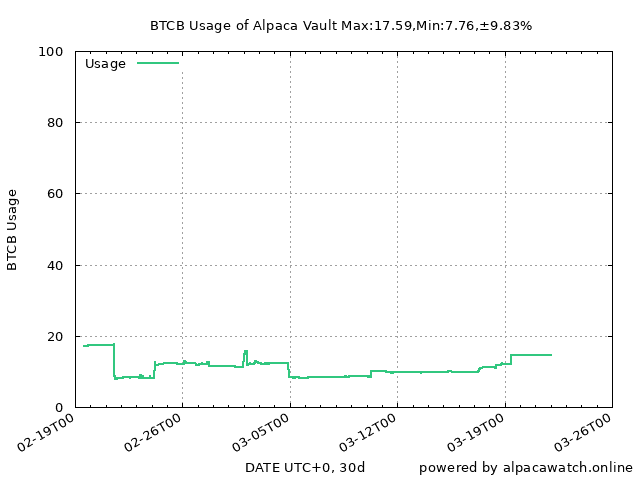 BTCB Usage of Alpaca Vault Max:17.59,Min:7.76,±9.83%
100
Usage
80
60
40
20
0
BTCB Usage
02-19T00
02-26T00
03-05T00
03-12T00
03-19T00
03-26T00
DATE UTC+0, 30d
powered by alpacawatch.online